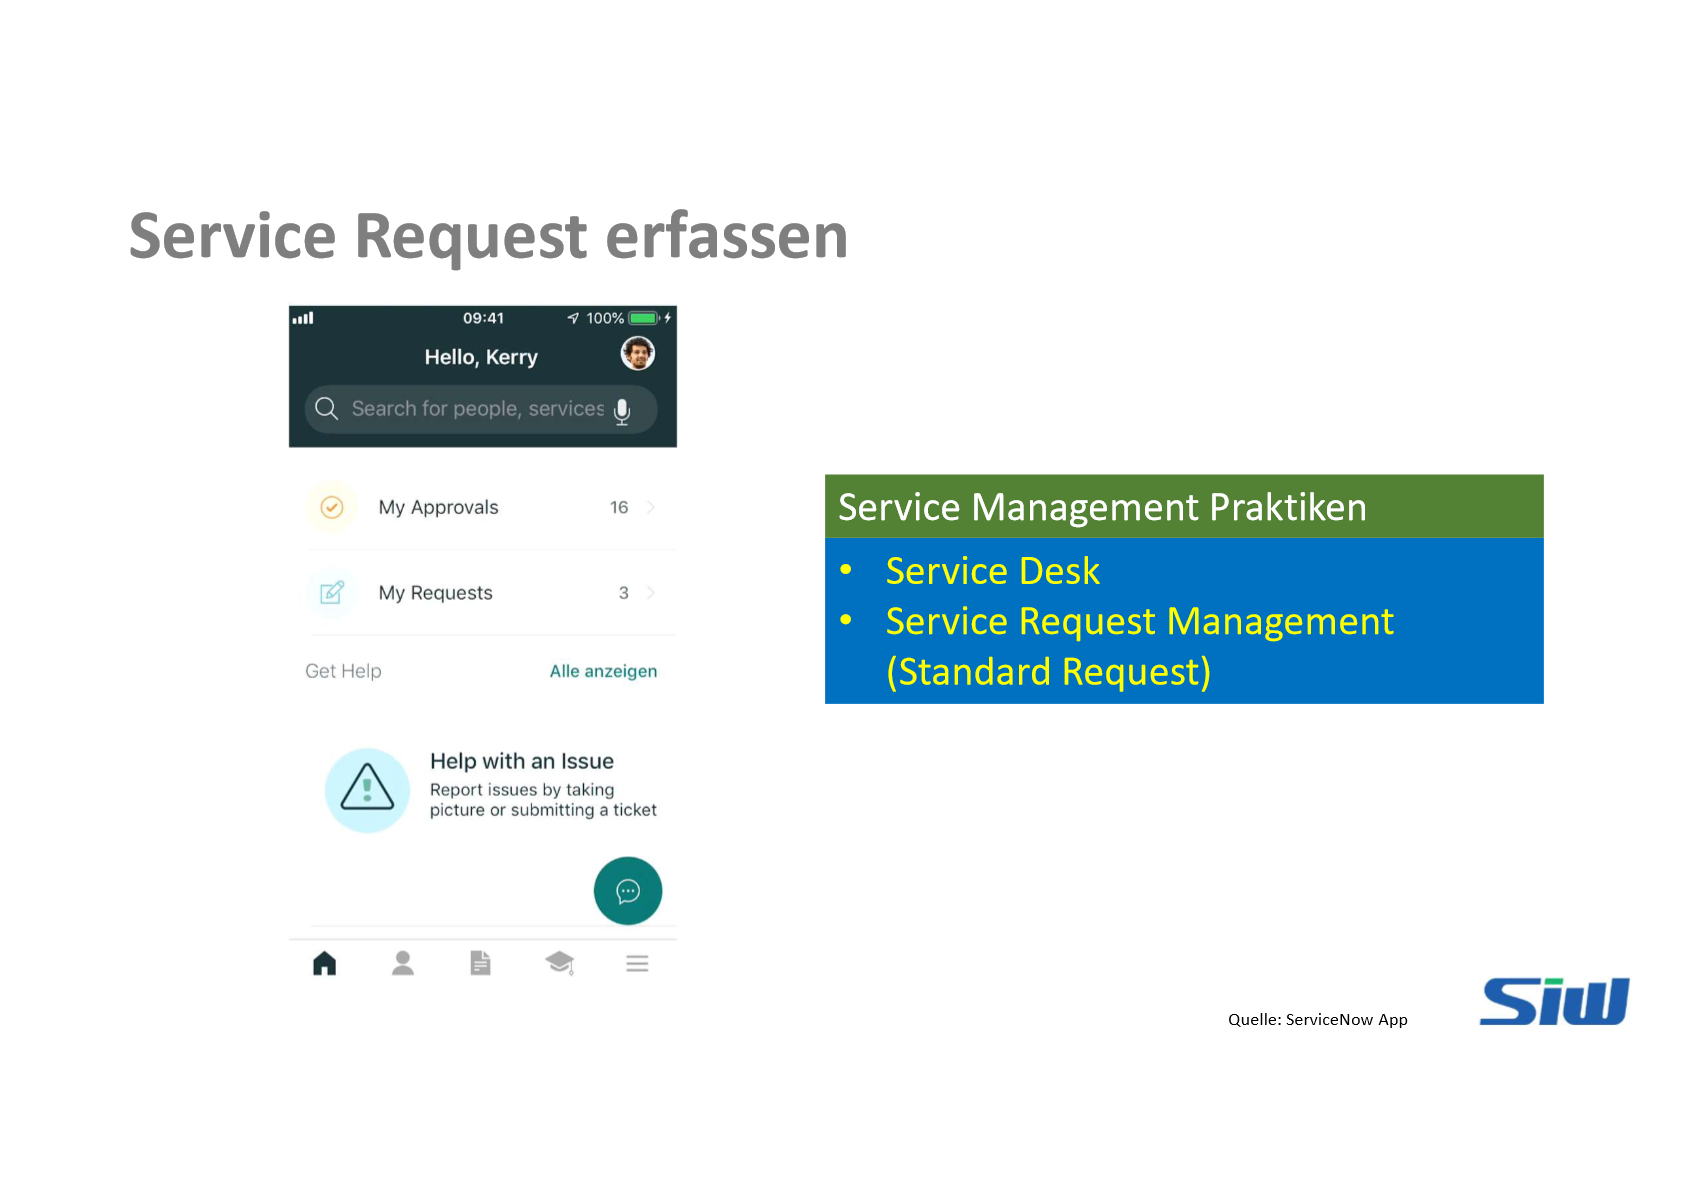 Service Request erfassen
09:41
100%
Hello, Kerry
Search for people, services
My Approvals 16
My Requests 3
Get Help Alle anzeigen
Help with an Issue
Report issues by taking
picture or submitting a ticket
Service Management Praktiken
• Service Desk
• Service Request Management
(Standard Request)
Quelle: ServiceNow App
Siw